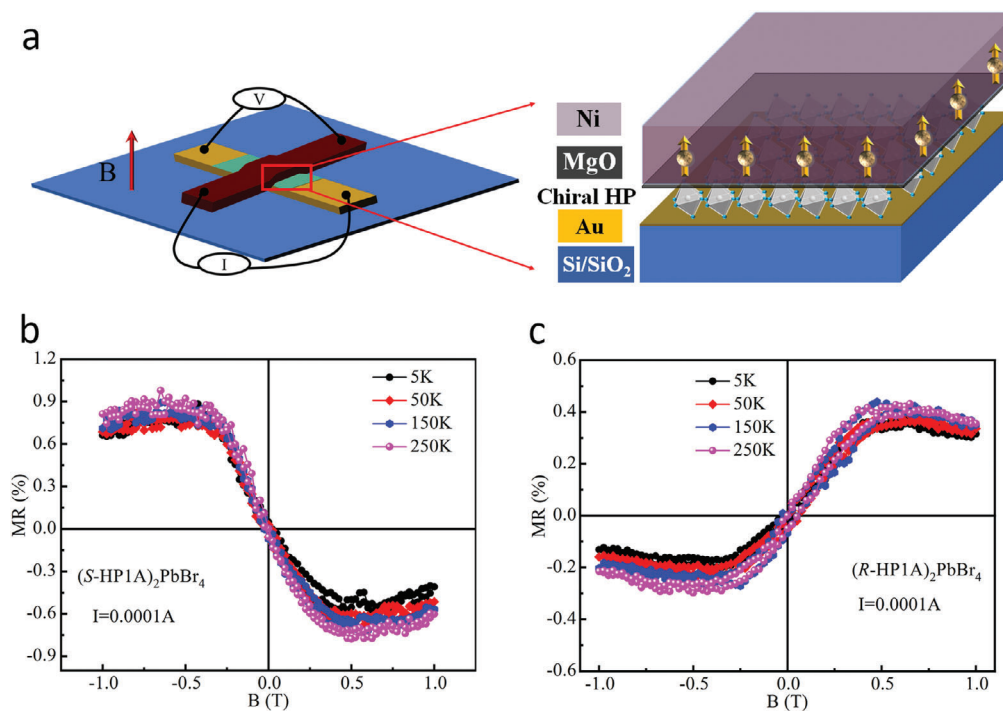 a
V
B
I
Ni
MgO
Chiral HP
Au
Si/SiO₂
b
1.2
0.9
0.6
0.3
0.0
-0.3
-0.6
-0.9
MR (%)
5K
50K
150K
250K
(S-HP1A)₂PbBr₄
I=0.0001A
-1.0 -0.5 0.0 0.5 1.0
B (T)
c
0.6
0.4
0.2
0.0
-0.2
-0.4
-0.6
MR (%)
5K
50K
150K
250K
(R-HP1A)₂PbBr₄
I=0.0001A
-1.0 -0.5 0.0 0.5 1.0
B (T)